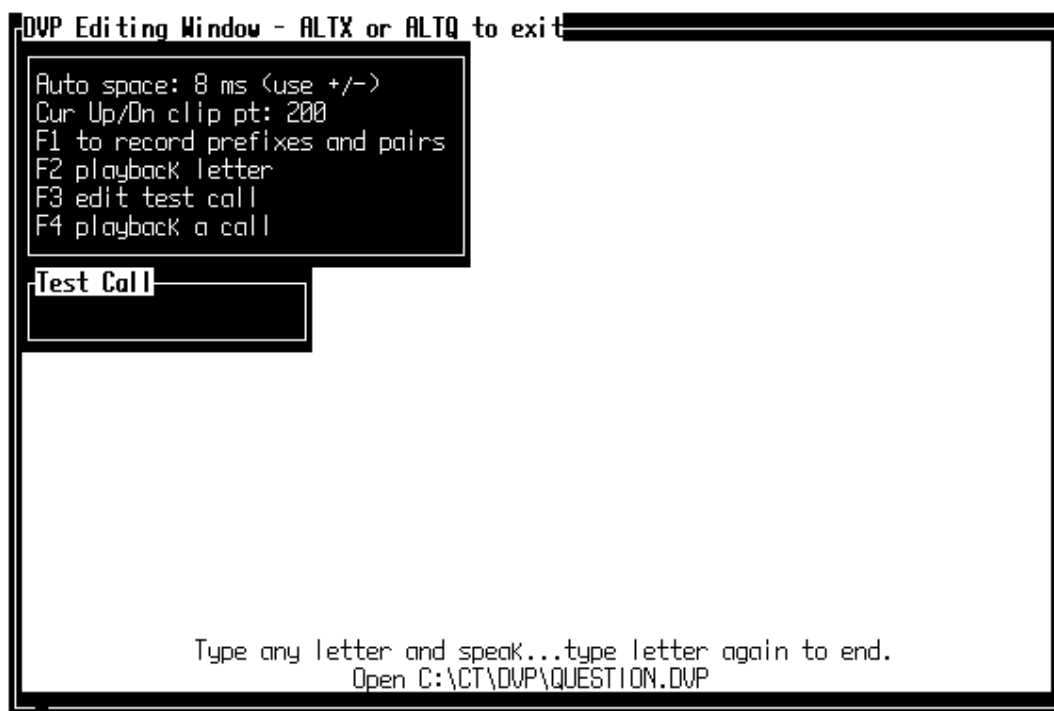 DVP Editing Window - ALTX or ALTQ to exit
Auto space: 8 ms (use +/-)
Cur Up/Dn clip pt: 200
F1 to record prefixes and pairs
F2 playback letter
F3 edit test call
F4 playback a call
Test Call
Type any letter and speak...type letter again to end.
Open C:\CT\DVP\QUESTION.DVP